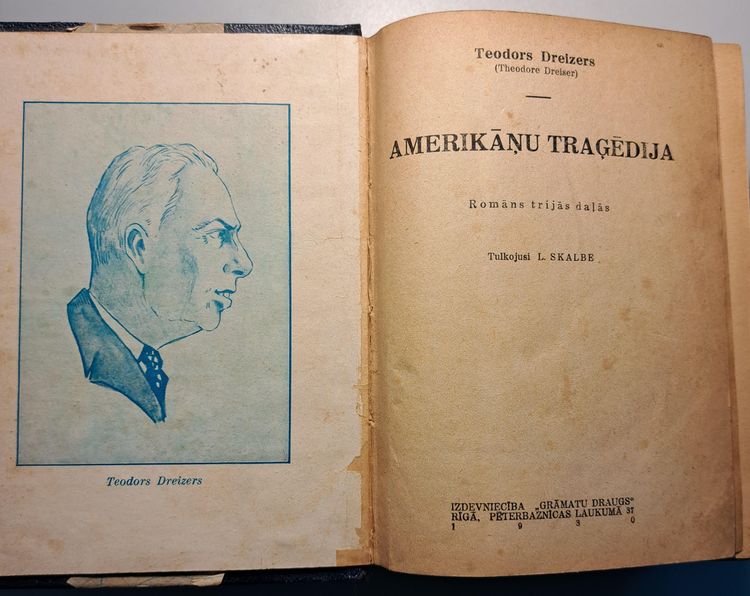 Teodors Dreizers
Teodors Dreizers
(Theodore Dreiser)
AMERIKĀŅU TRAĢĒDIJA
Romāns trijās daļās
Tulkojusi L. SKALBE
IZDEVNIECĪBA „GRĀMATU DRAUGS"
RĪGĀ, PĒTERBAZNĪCAS LAUKUMĀ 37
1 9 3 0